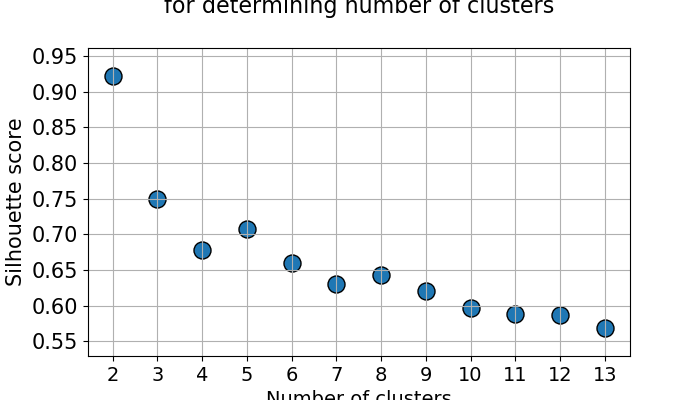 for determining number of clusters
0.95
0.90
0.85
0.80
0.75
0.70
0.65
0.60
0.55
Silhouette score
2 3 4 5 6 7 8 9 10 11 12 13
Number of clusters